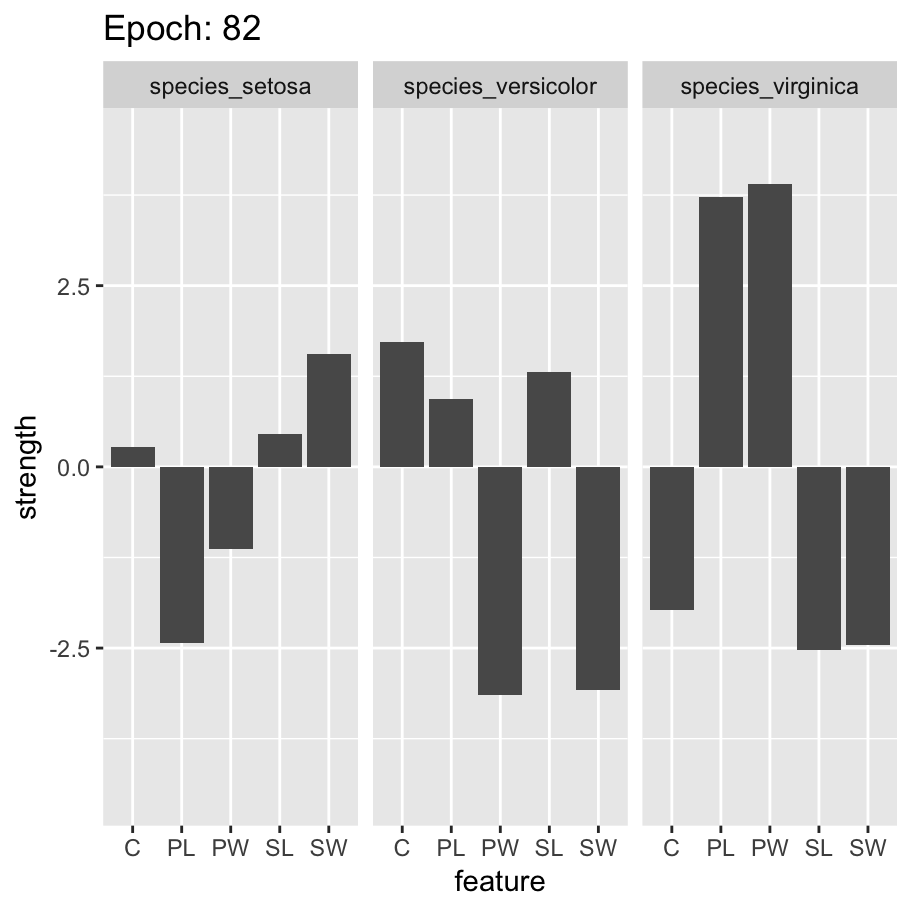 Epoch: 82
species_setosa species_versicolor species_virginica
2.5
0.0
-2.5
strength
C PL PW SL SW C PL PW SL SW C PL PW SL SW
feature